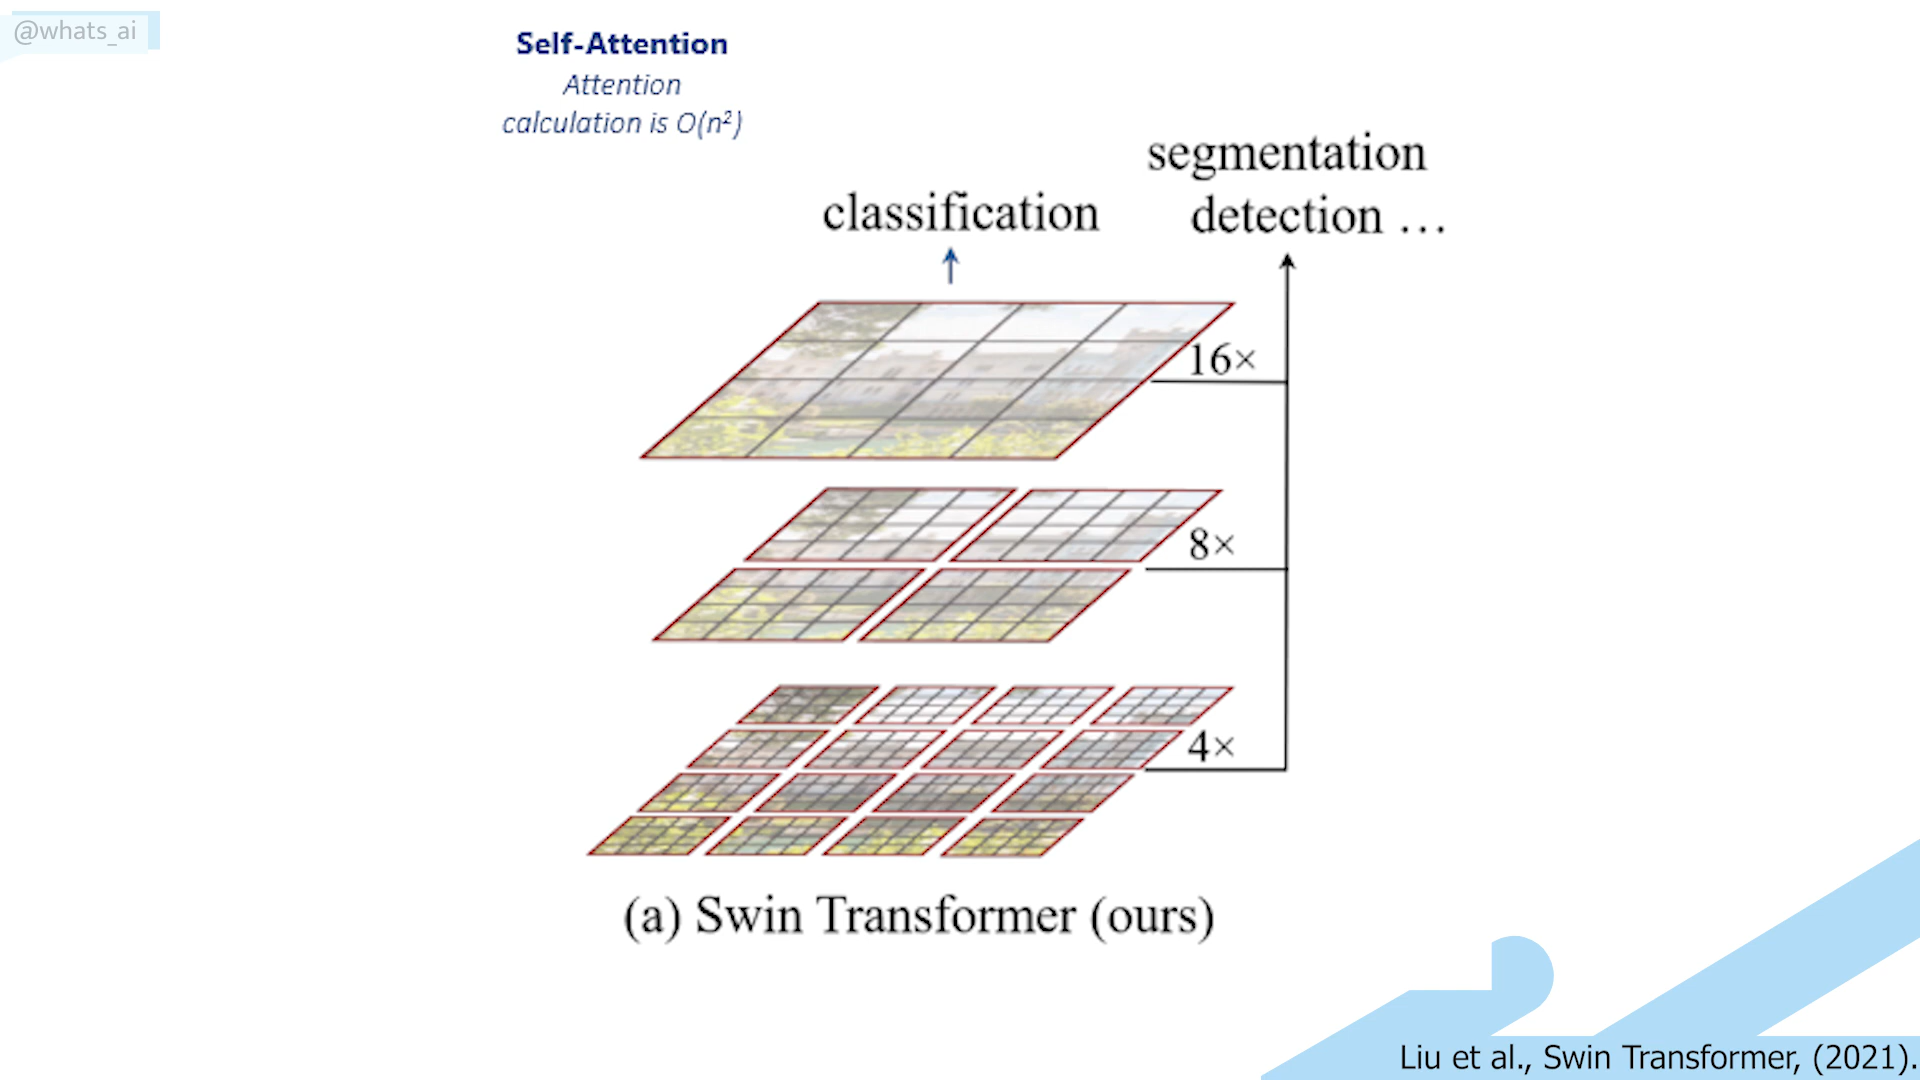 @whats_ai
Self-Attention
Attention
calculation is O(n²)
segmentation
detection …
classification
16×
8×
4×
(a) Swin Transformer (ours)
Liu et al., Swin Transformer, (2021).